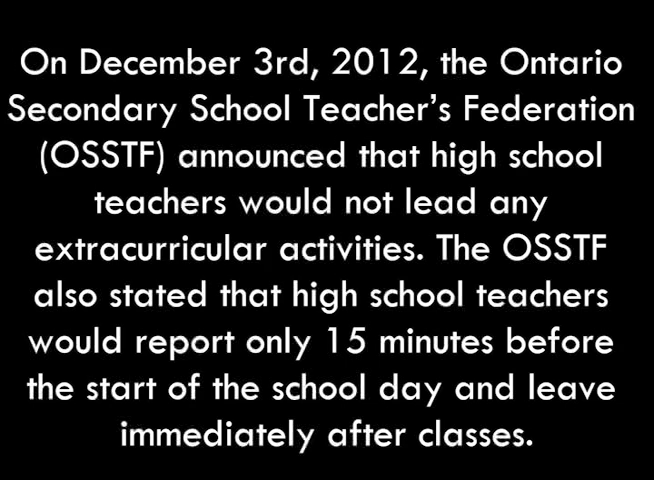 On December 3rd, 2012, the Ontario
Secondary School Teacher's Federation
(OSSTF) announced that high school
teachers would not lead any
extracurricular activities. The OSSTF
also stated that high school teachers
would report only 15 minutes before
the start of the school day and leave
immediately after classes.